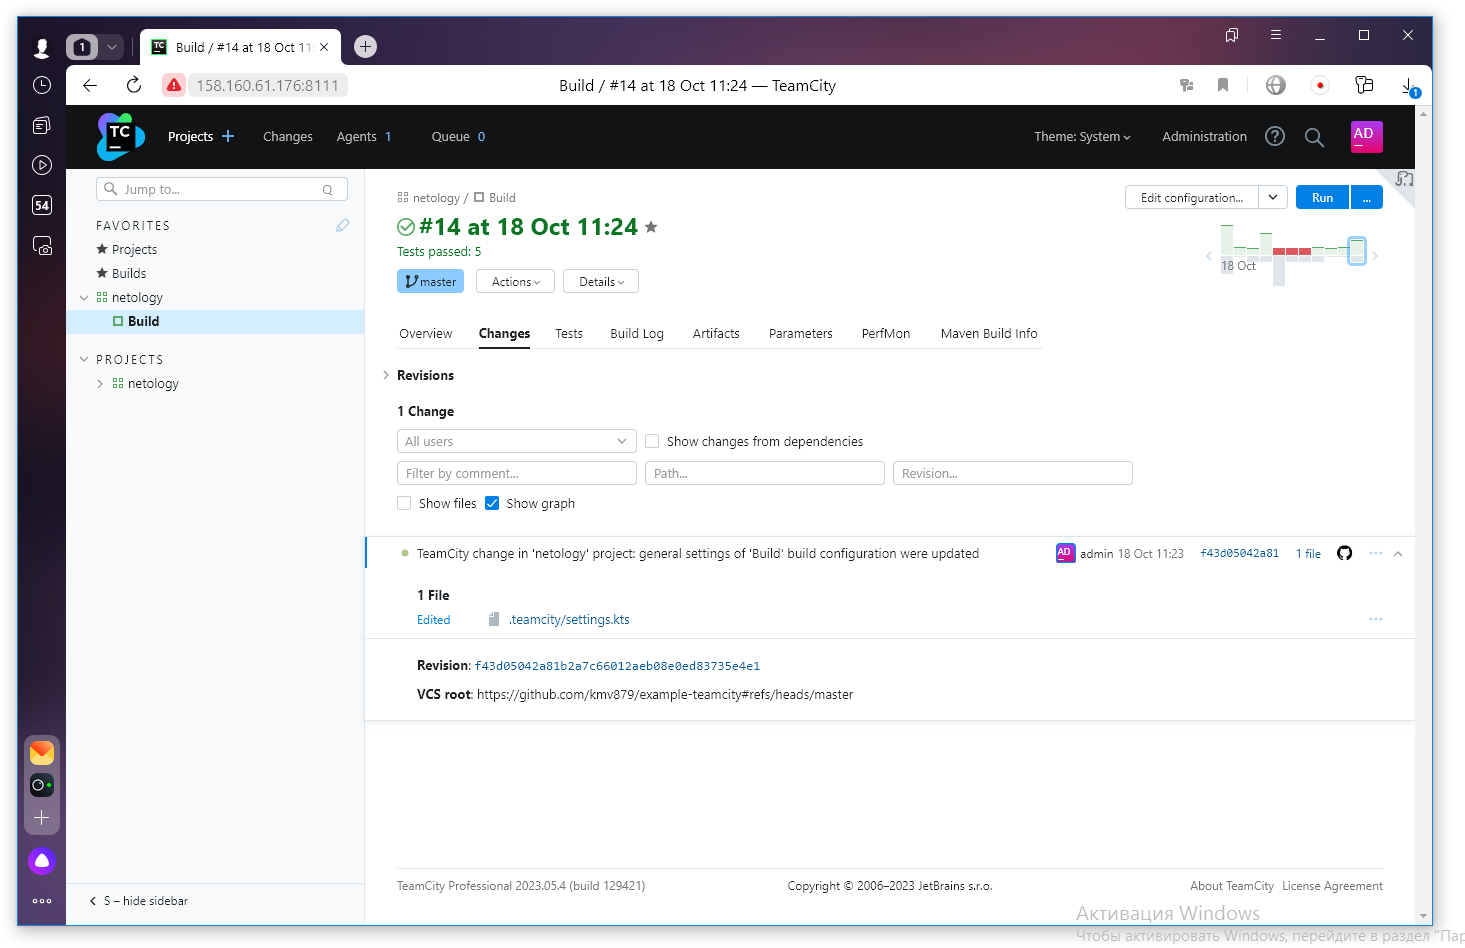 1
TC Build / #14 at 18 Oct 11:
158.160.61.176:8111
Build / #14 at 18 Oct 11:24 — TeamCity
1
54
TC
Projects
Changes
Agents 1
Queue 0
Theme: System
Administration
AD
Jump to...
Q
FAVORITES
Projects
Builds
netology
Build
PROJECTS
netology
S – hide sidebar
netology / Build
#14 at 18 Oct 11:24
Tests passed: 5
master
Actions
Details
Edit configuration...
Run
...
18 Oct
Overview
Changes
Tests
Build Log
Artifacts
Parameters
PerfMon
Maven Build Info
Revisions
1 Change
All users
Show changes from dependencies
Filter by comment...
Path...
Revision...
Show files
Show graph
TeamCity change in 'netology' project: general settings of 'Build' build configuration were updated
AD admin 18 Oct 11:23 f43d05042a81 1 file
1 File
Edited .teamcity/settings.kts
Revision: f43d05042a81b2a7c66012aeb08e0ed83735e4e1
VCS root: https://github.com/kmv879/example-teamcity#refs/heads/master
TeamCity Professional 2023.05.4 (build 129421)
Copyright © 2006–2023 JetBrains s.r.o.
About TeamCity License Agreement
Активация Windows
Чтобы активировать Windows, перейдите в раздел "Пар